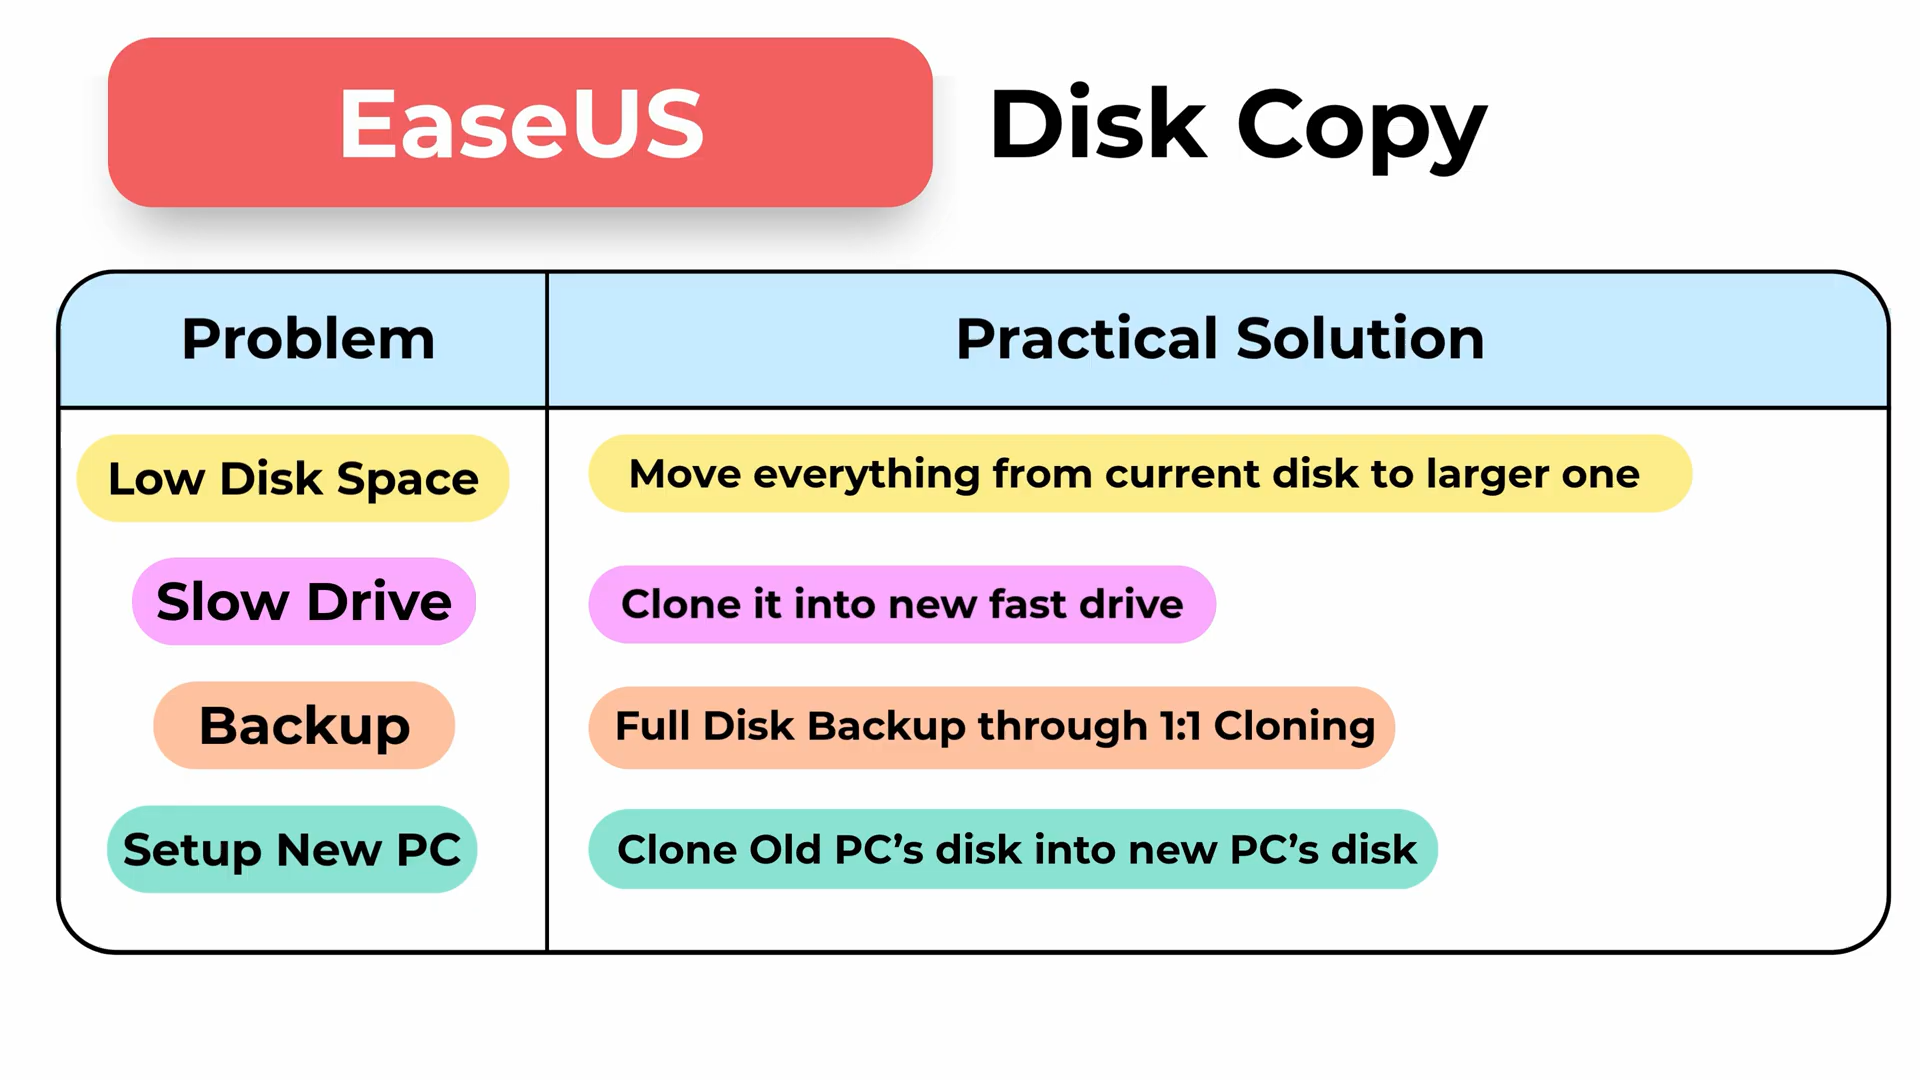 EaseUS Disk Copy
Problem Practical Solution
Low Disk Space Move everything from current disk to larger one
Slow Drive Clone it into new fast drive
Backup Full Disk Backup through 1:1 Cloning
Setup New PC Clone Old PC’s disk into new PC’s disk